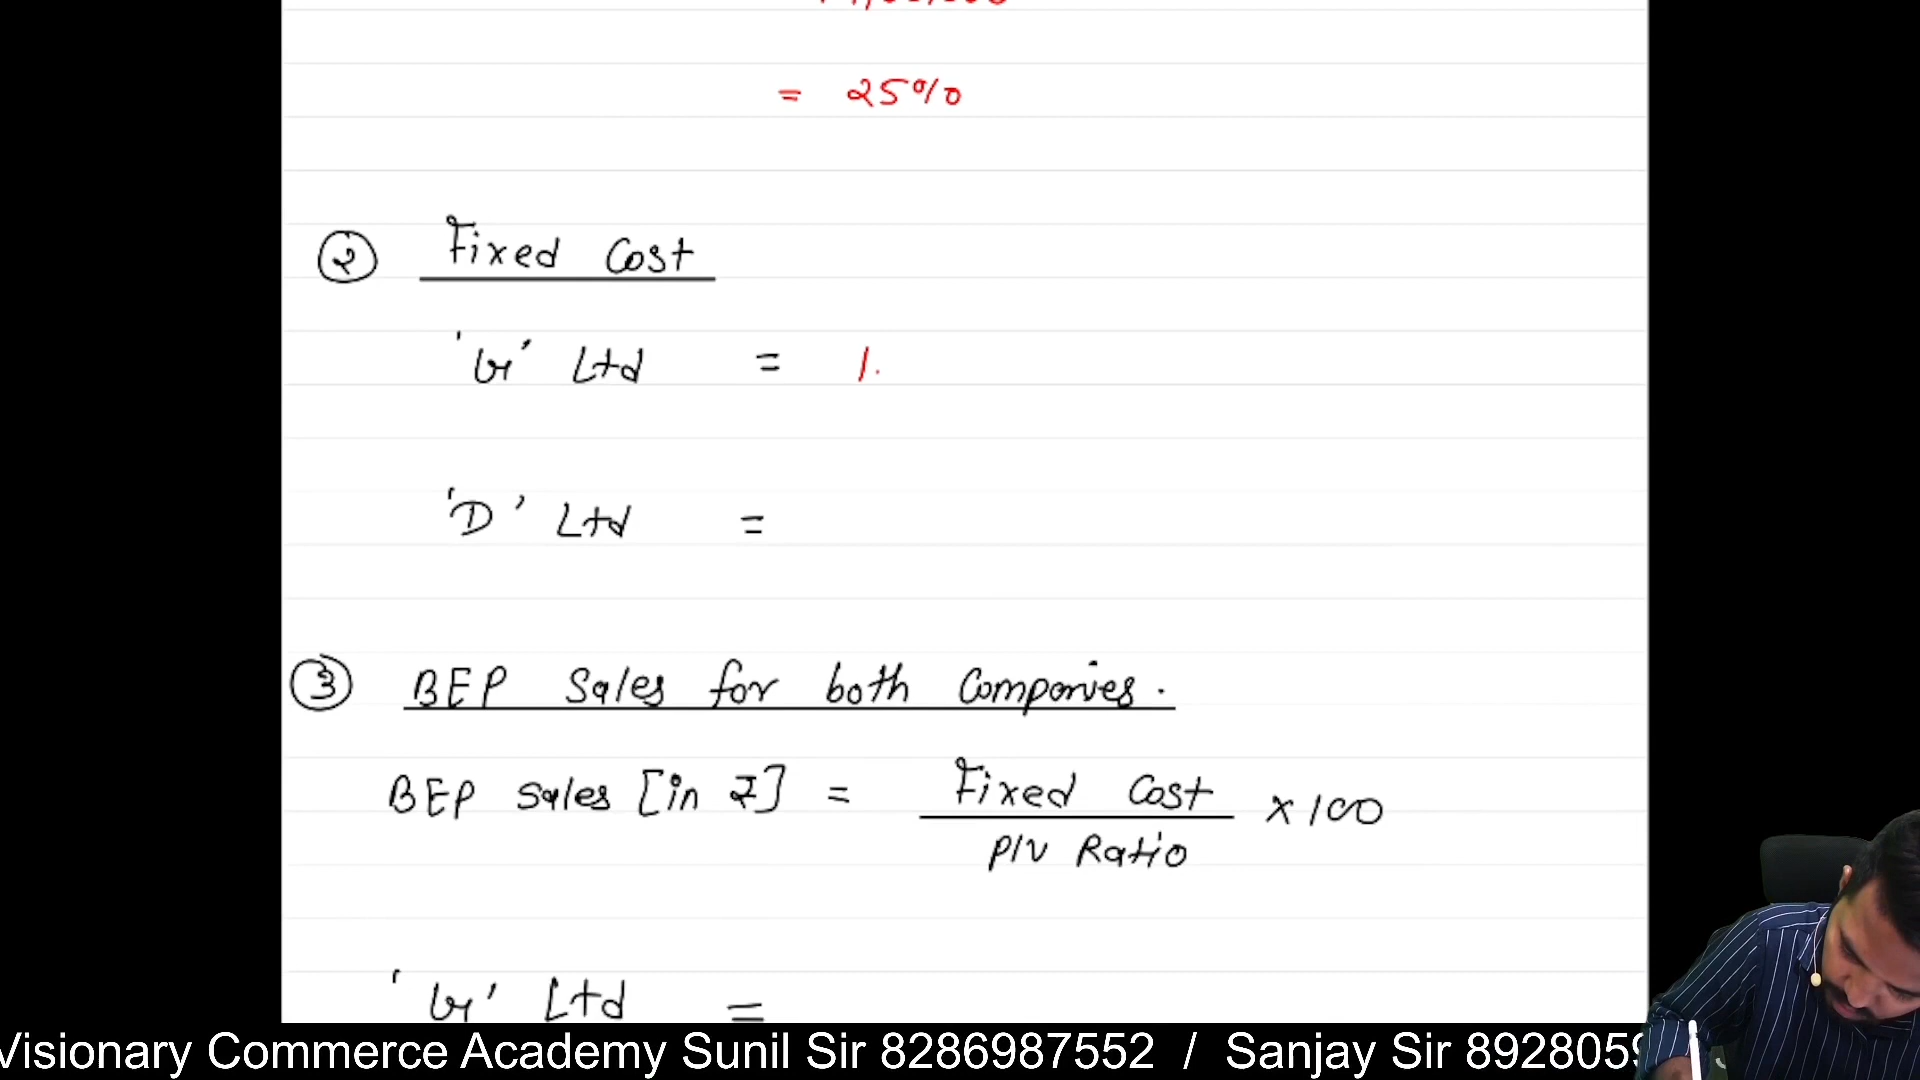 = 25%
② Fixed Cost
'G' Ltd = 1.
'D' Ltd =
③ BEP Sales for both Companies.
BEP sales [in ₹] = Fixed Cost / P/V Ratio × 100
'G' Ltd =
Visionary Commerce Academy Sunil Sir 8286987552 / Sanjay Sir 8928059